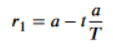 r₁ = a − t a/T